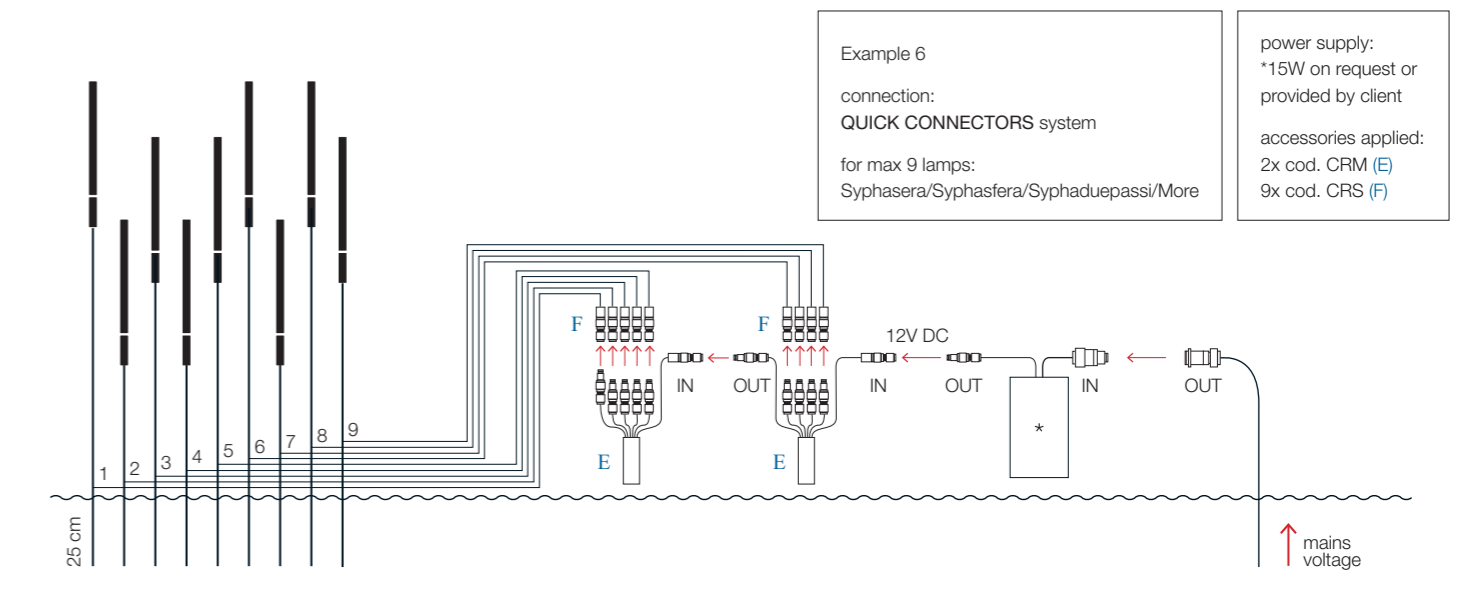 Example 6
connection:
QUICK CONNECTORS system
for max 9 lamps:
Syphasera/Syphasfera/Syphaduepassi/More
power supply:
*15W on request or
provided by client
accessories applied:
2x cod. CRM (E)
9x cod. CRS (F)
F
F
12V DC
IN
OUT
IN
OUT
IN
OUT
*
E
E
1
2
3
4
5
6
7
8
9
25 cm
mains
voltage